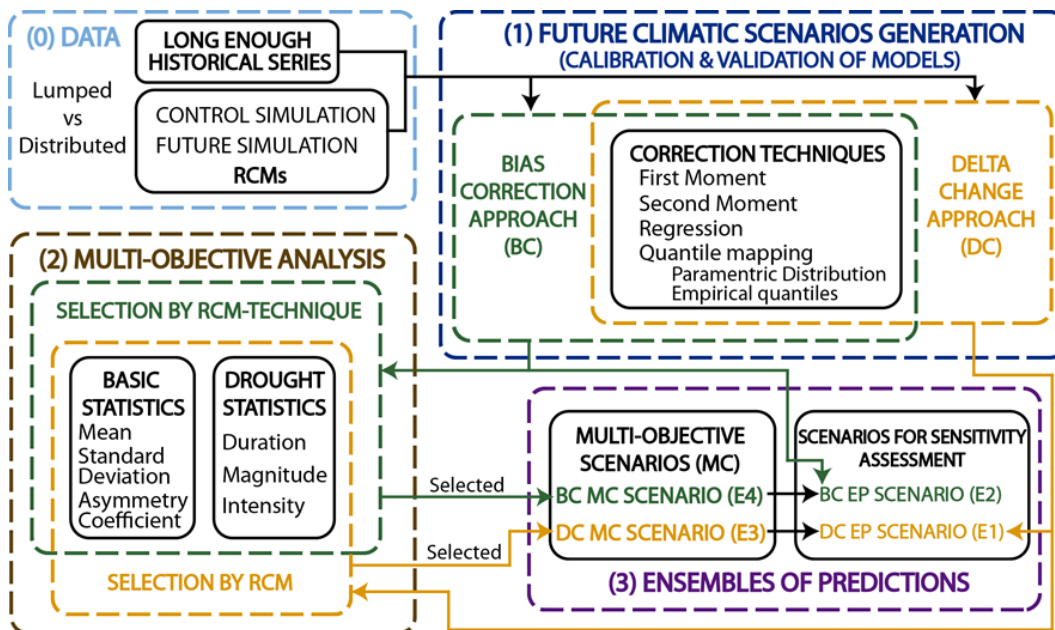 (0) DATA
LONG ENOUGH
HISTORICAL SERIES
Lumped
vs
Distributed
CONTROL SIMULATION
FUTURE SIMULATION
RCMs
(1) FUTURE CLIMATIC SCENARIOS GENERATION
(CALIBRATION & VALIDATION OF MODELS)
BIAS
CORRECTION
APPROACH
(BC)
CORRECTION TECHNIQUES
First Moment
Second Moment
Regression
Quantile mapping
Paramentric Distribution
Empirical quantiles
DELTA
CHANGE
APPROACH
(DC)
(2) MULTI-OBJECTIVE ANALYSIS
SELECTION BY RCM-TECHNIQUE
BASIC
STATISTICS
Mean
Standard
Deviation
Asymmetry
Coefficient
DROUGHT
STATISTICS
Duration
Magnitude
Intensity
SELECTION BY RCM
Selected
Selected
MULTI-OBJECTIVE
SCENARIOS (MC)
BC MC SCENARIO (E4)
DC MC SCENARIO (E3)
SCENARIOS FOR SENSITIVITY
ASSESSMENT
BC EP SCENARIO (E2)
DC EP SCENARIO (E1)
(3) ENSEMBLES OF PREDICTIONS